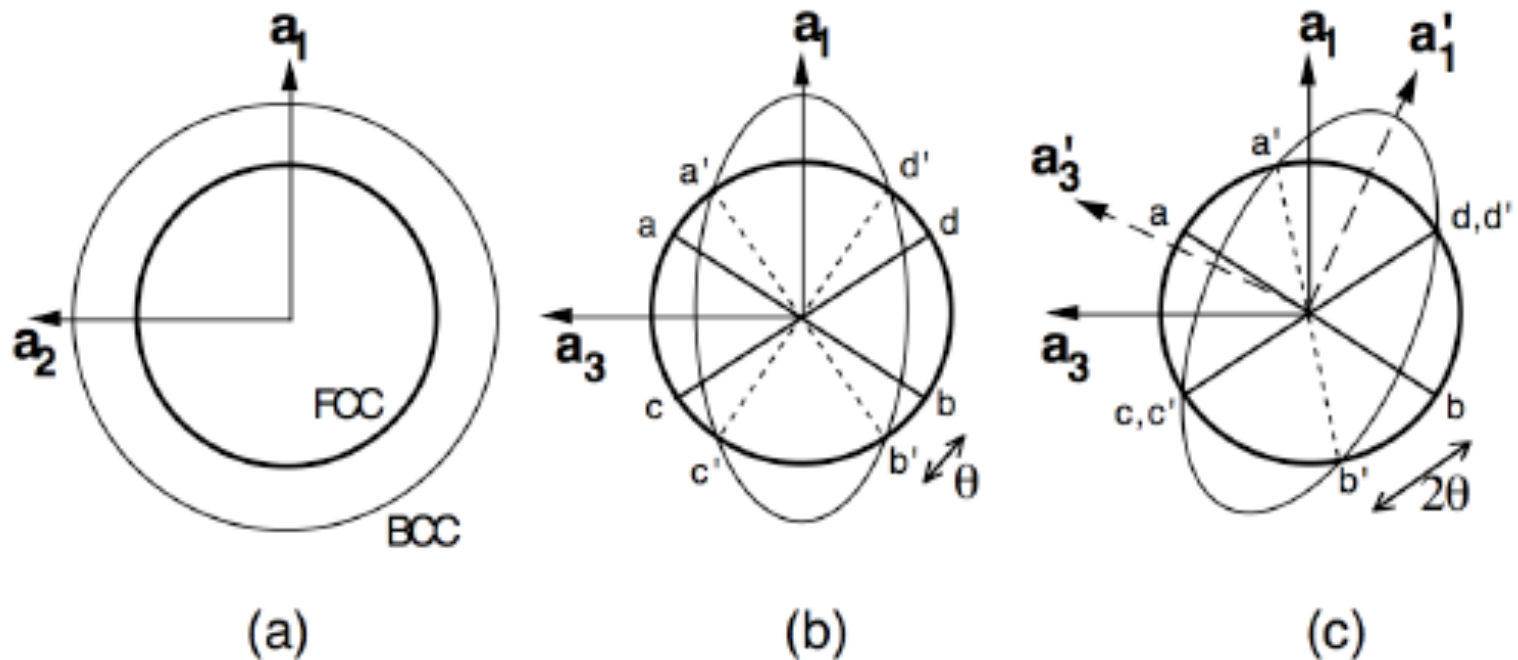 a1
a2
FCC
BCC
(a)
a1
a3
a'
d'
a
d
c
b
c'
b'
θ
(b)
a1
a'1
a'3
a3
a'
a
d,d'
c,c'
b
b'
2θ
(c)